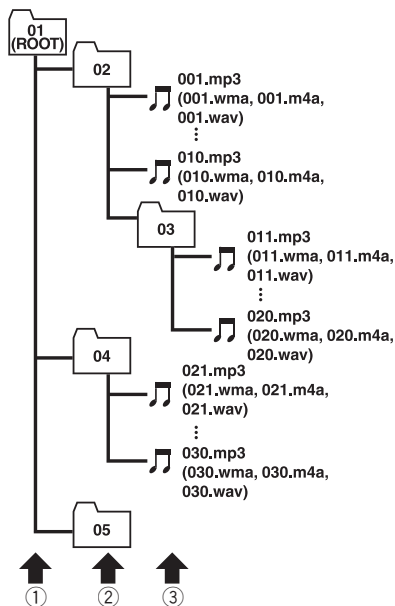 01
(ROOT)
02
001.mp3
(001.wma, 001.m4a,
001.wav)
010.mp3
(010.wma, 010.m4a,
010.wav)
03
011.mp3
(011.wma, 011.m4a,
011.wav)
020.mp3
(020.wma, 020.m4a,
020.wav)
04
021.mp3
(021.wma, 021.m4a,
021.wav)
030.mp3
(030.wma, 030.m4a,
030.wav)
05
① ② ③